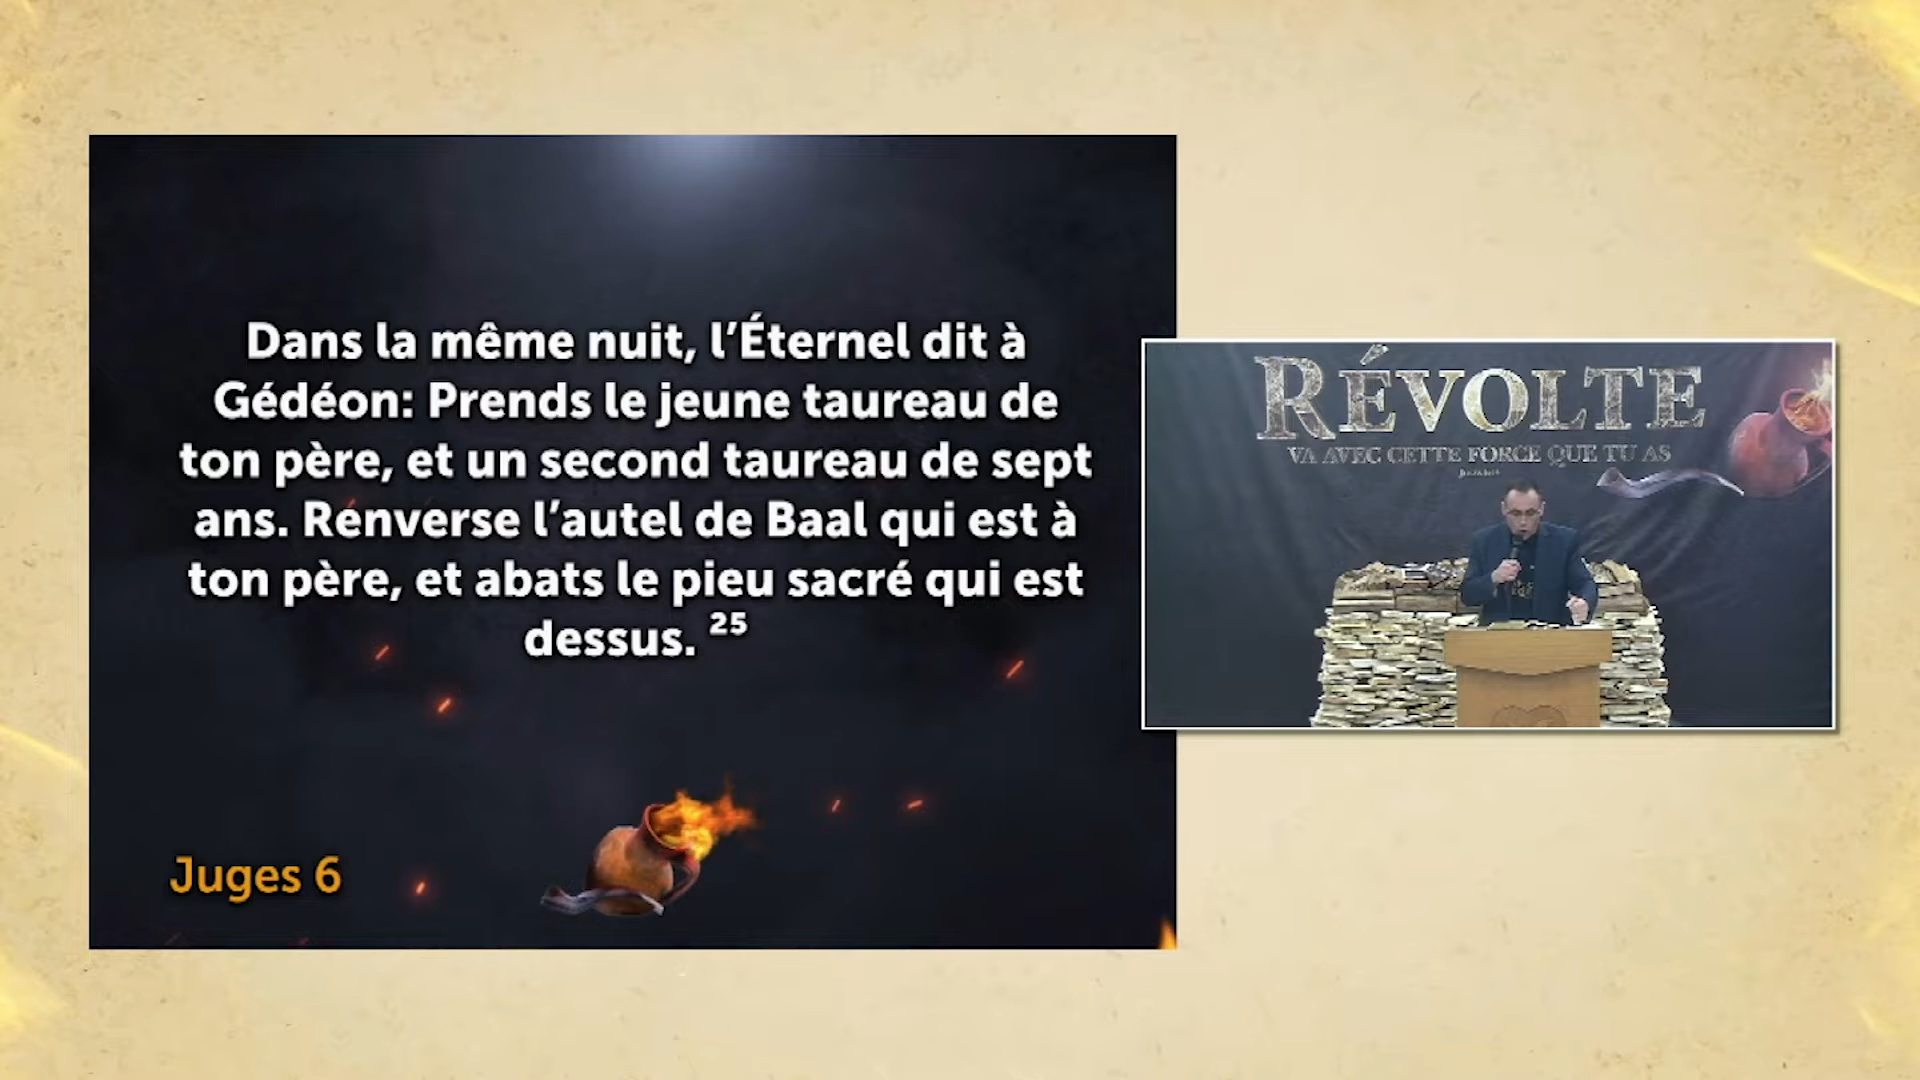 Dans la même nuit, l’Éternel dit à
Gédéon: Prends le jeune taureau de
ton père, et un second taureau de sept
ans. Renverse l’autel de Baal qui est à
ton père, et abats le pieu sacré qui est
dessus. 25
Juges 6
RÉVOLTE
VA AVEC CETTE FORCE QUE TU AS